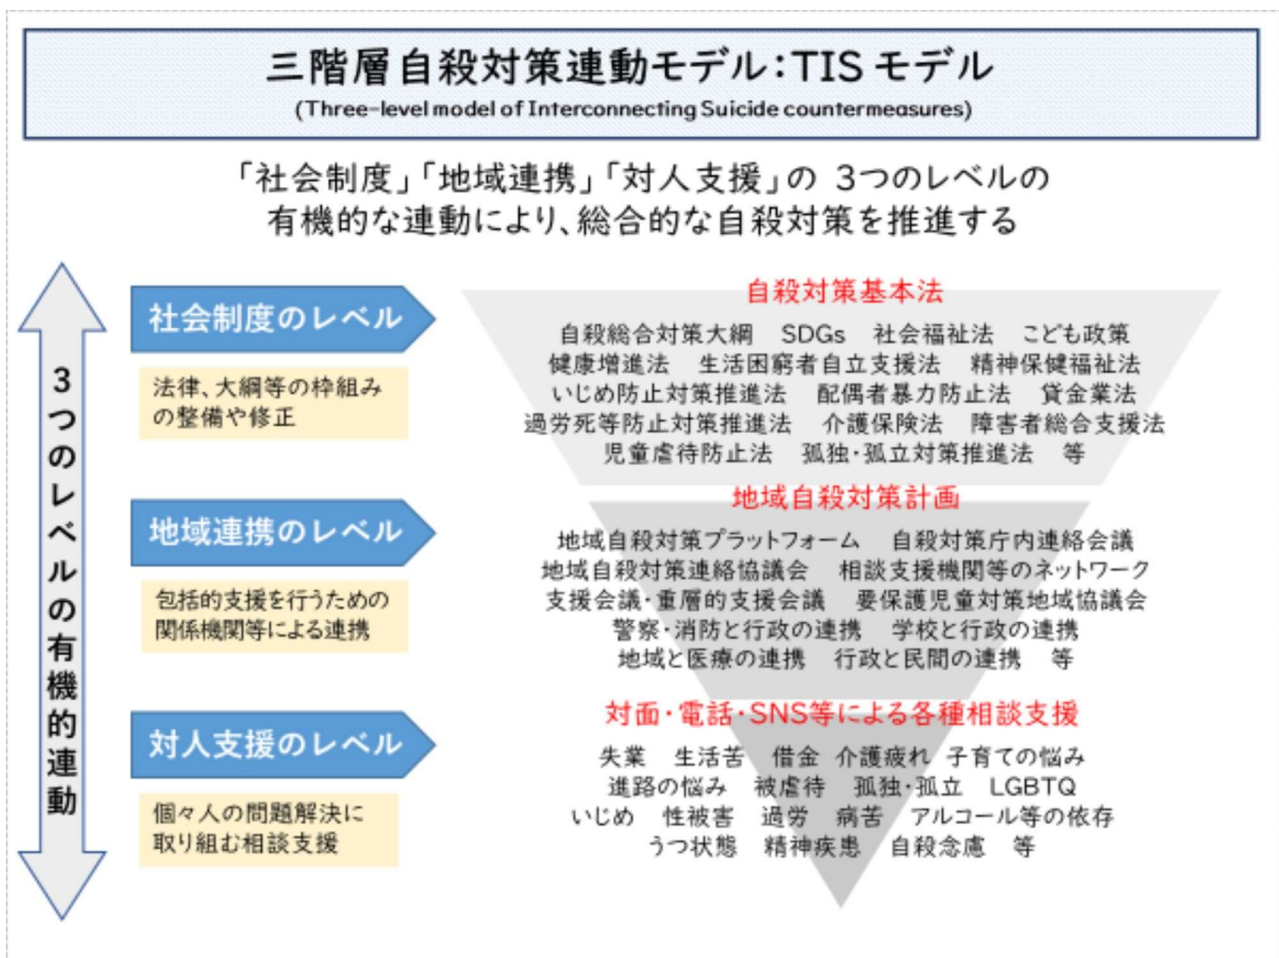 三階層自殺対策連動モデル：TISモデル
(Three-level model of Interconnecting Suicide countermeasures)
「社会制度」「地域連携」「対人支援」の 3つのレベルの
有機的な連動により、総合的な自殺対策を推進する
3つのレベルの有機的連動
社会制度のレベル
法律、大綱等の枠組み
の整備や修正
自殺対策基本法
自殺総合対策大綱 SDGs 社会福祉法 こども政策
健康増進法 生活困窮者自立支援法 精神保健福祉法
いじめ防止対策推進法 配偶者暴力防止法 貸金業法
過労死等防止対策推進法 介護保険法 障害者総合支援法
児童虐待防止法 孤独・孤立対策推進法 等
地域連携のレベル
包括的支援を行うための
関係機関等による連携
地域自殺対策計画
地域自殺対策プラットフォーム 自殺対策庁内連絡会議
地域自殺対策連絡協議会 相談支援機関等のネットワーク
支援会議・重層的支援会議 要保護児童対策地域協議会
警察・消防と行政の連携 学校と行政の連携
地域と医療の連携 行政と民間の連携 等
対人支援のレベル
個々人の問題解決に
取り組む相談支援
対面・電話・SNS等による各種相談支援
失業 生活苦 借金 介護疲れ 子育ての悩み
進路の悩み 被虐待 孤独・孤立 LGBTQ
いじめ 性被害 過労 病苦 アルコール等の依存
うつ状態 精神疾患 自殺念慮 等